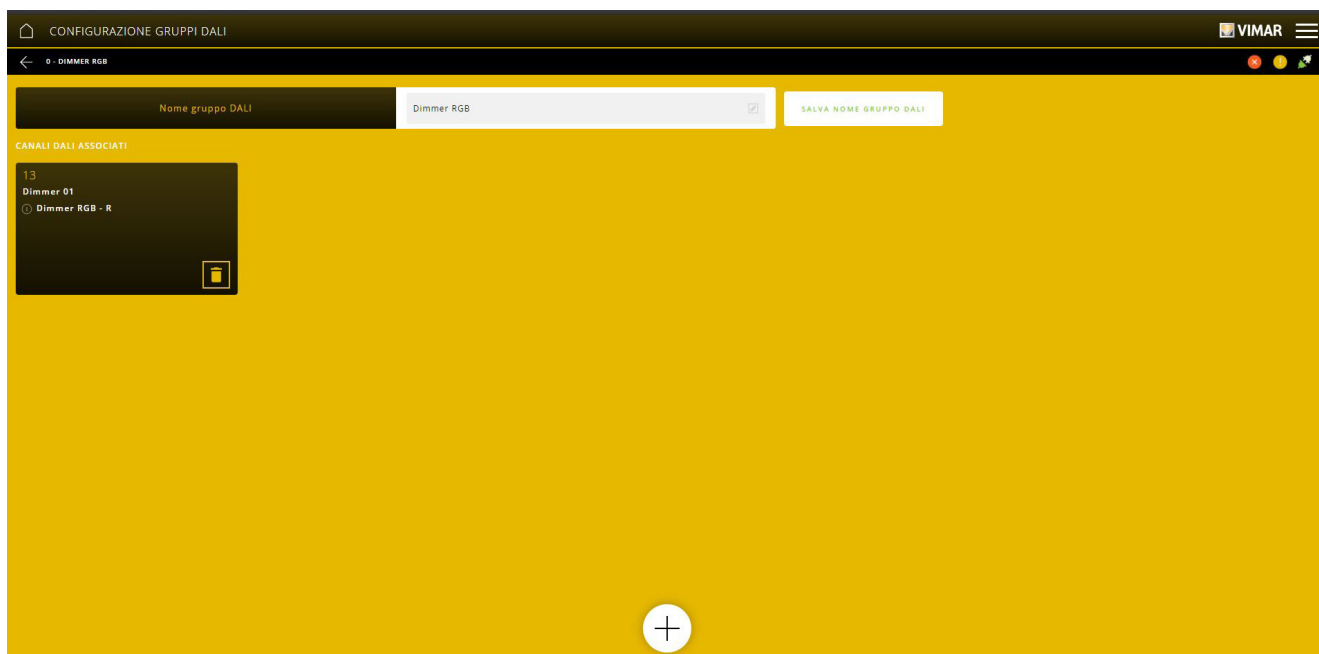 CONFIGURAZIONE GRUPPI DALI
VIMAR
0 - DIMMER RGB
Nome gruppo DALI
Dimmer RGB
SALVA NOME GRUPPO DALI
CANALI DALI ASSOCIATI
13
Dimmer 01
Dimmer RGB - R